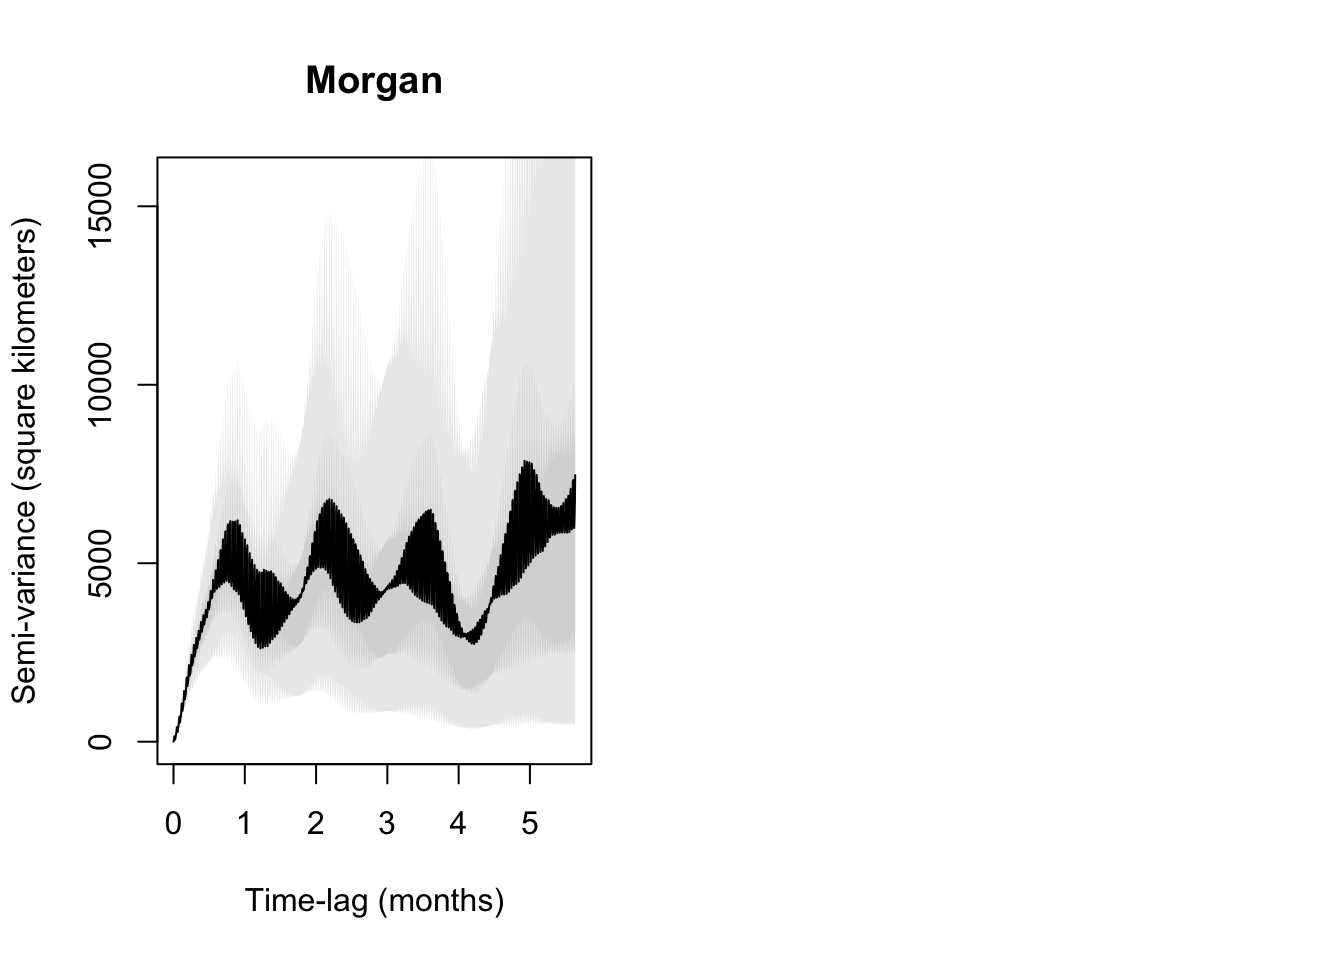 Morgan
Semi-variance (square kilometers)
15000
10000
5000
0
0 1 2 3 4 5
Time-lag (months)